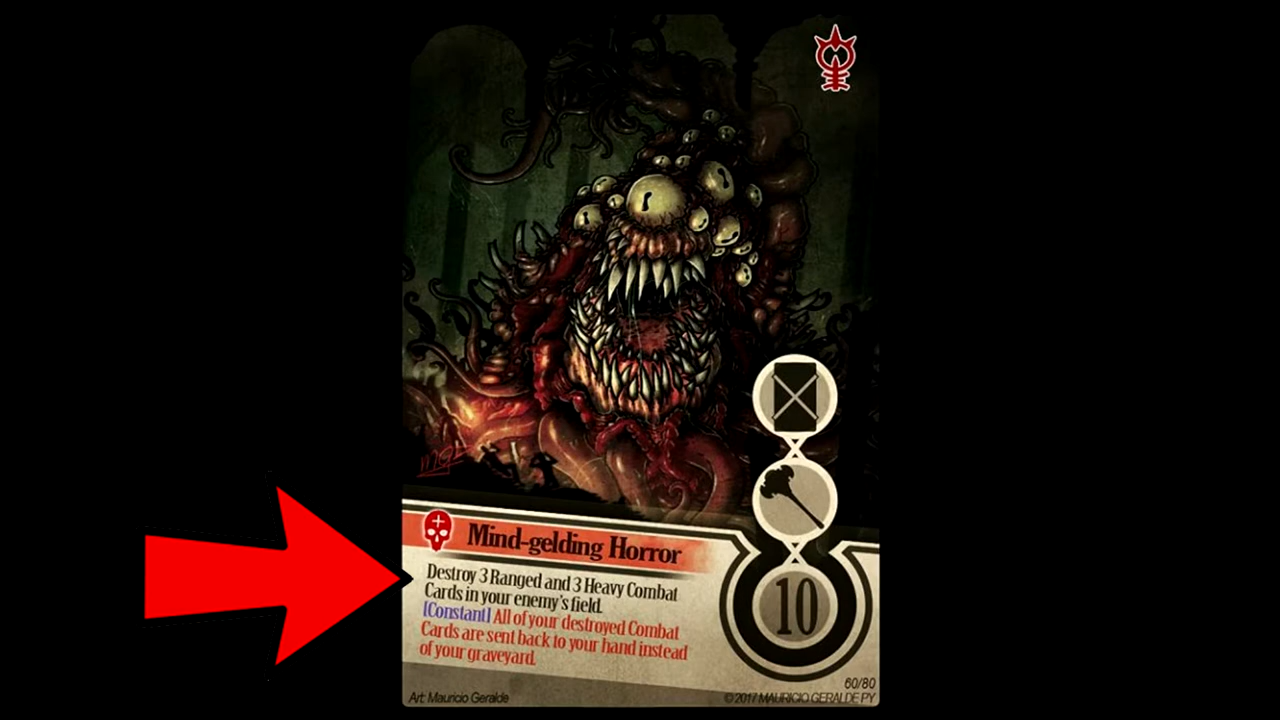 Mind-gelding Horror
Destroy 3 Ranged and 3 Heavy Combat
Cards in your enemy's field.
[Constant] All of your destroyed Combat
Cards are sent back to your hand instead
of your graveyard.
10
60/80
Art: Mauricio Geralde
©2017 MAURICIO GERALDE PY